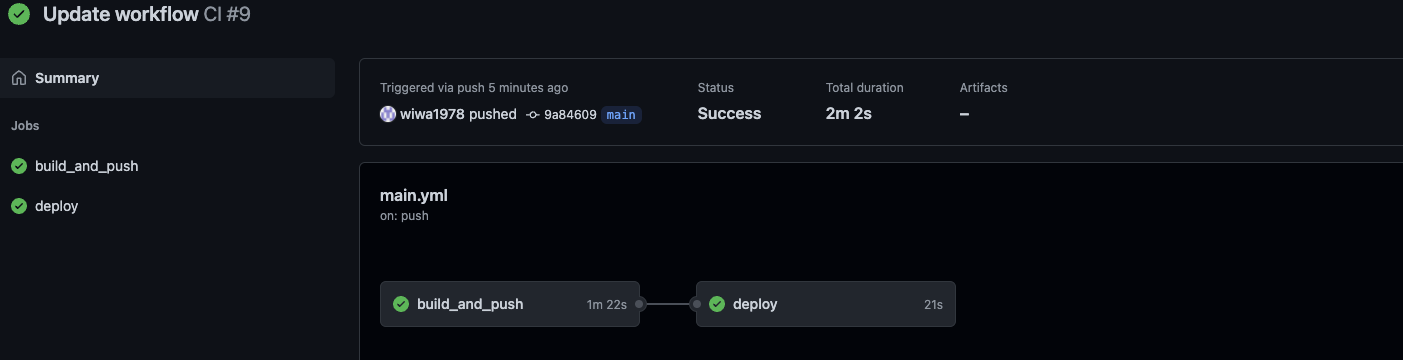 Update workflow CI #9
Summary
Jobs
build_and_push
deploy
Triggered via push 5 minutes ago
wiwa1978 pushed 9a84609 main
Status
Success
Total duration
2m 2s
Artifacts
–
main.yml
on: push
build_and_push 1m 22s
deploy 21s